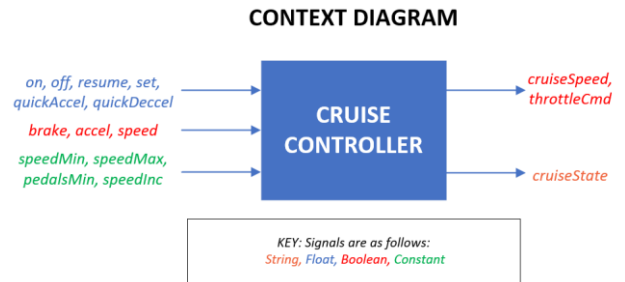 CONTEXT DIAGRAM
on, off, resume, set,
quickAccel, quickDeccel
brake, accel, speed
speedMin, speedMax,
pedalsMin, speedInc
CRUISE
CONTROLLER
cruiseSpeed,
throttleCmd
cruiseState
KEY: Signals are as follows:
String, Float, Boolean, Constant